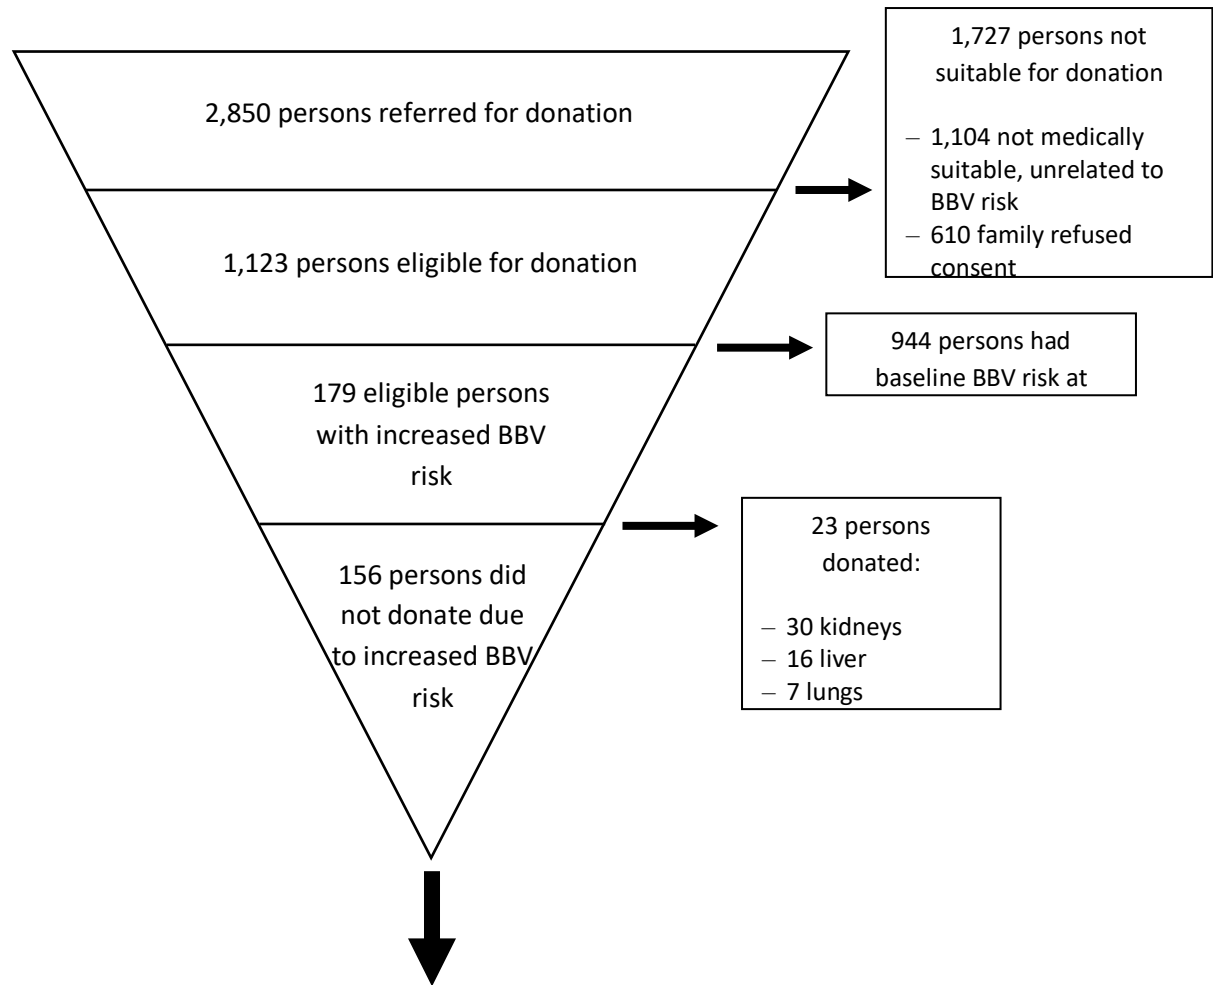 2,850 persons referred for donation
1,727 persons not
suitable for donation
– 1,104 not medically
suitable, unrelated to
BBV risk
– 610 family refused
consent
1,123 persons eligible for donation
944 persons had
baseline BBV risk at
179 eligible persons
with increased BBV
risk
23 persons
donated:
– 30 kidneys
– 16 liver
– 7 lungs
156 persons did
not donate due
to increased BBV
risk